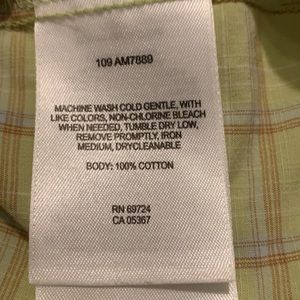 109 AM7889
MACHINE WASH COLD GENTLE, WITH
LIKE COLORS, NON-CHLORINE BLEACH
WHEN NEEDED, TUMBLE DRY LOW,
REMOVE PROMPTLY, IRON
MEDIUM, DRYCLEANABLE
BODY: 100% COTTON
RN 69724
CA 05367